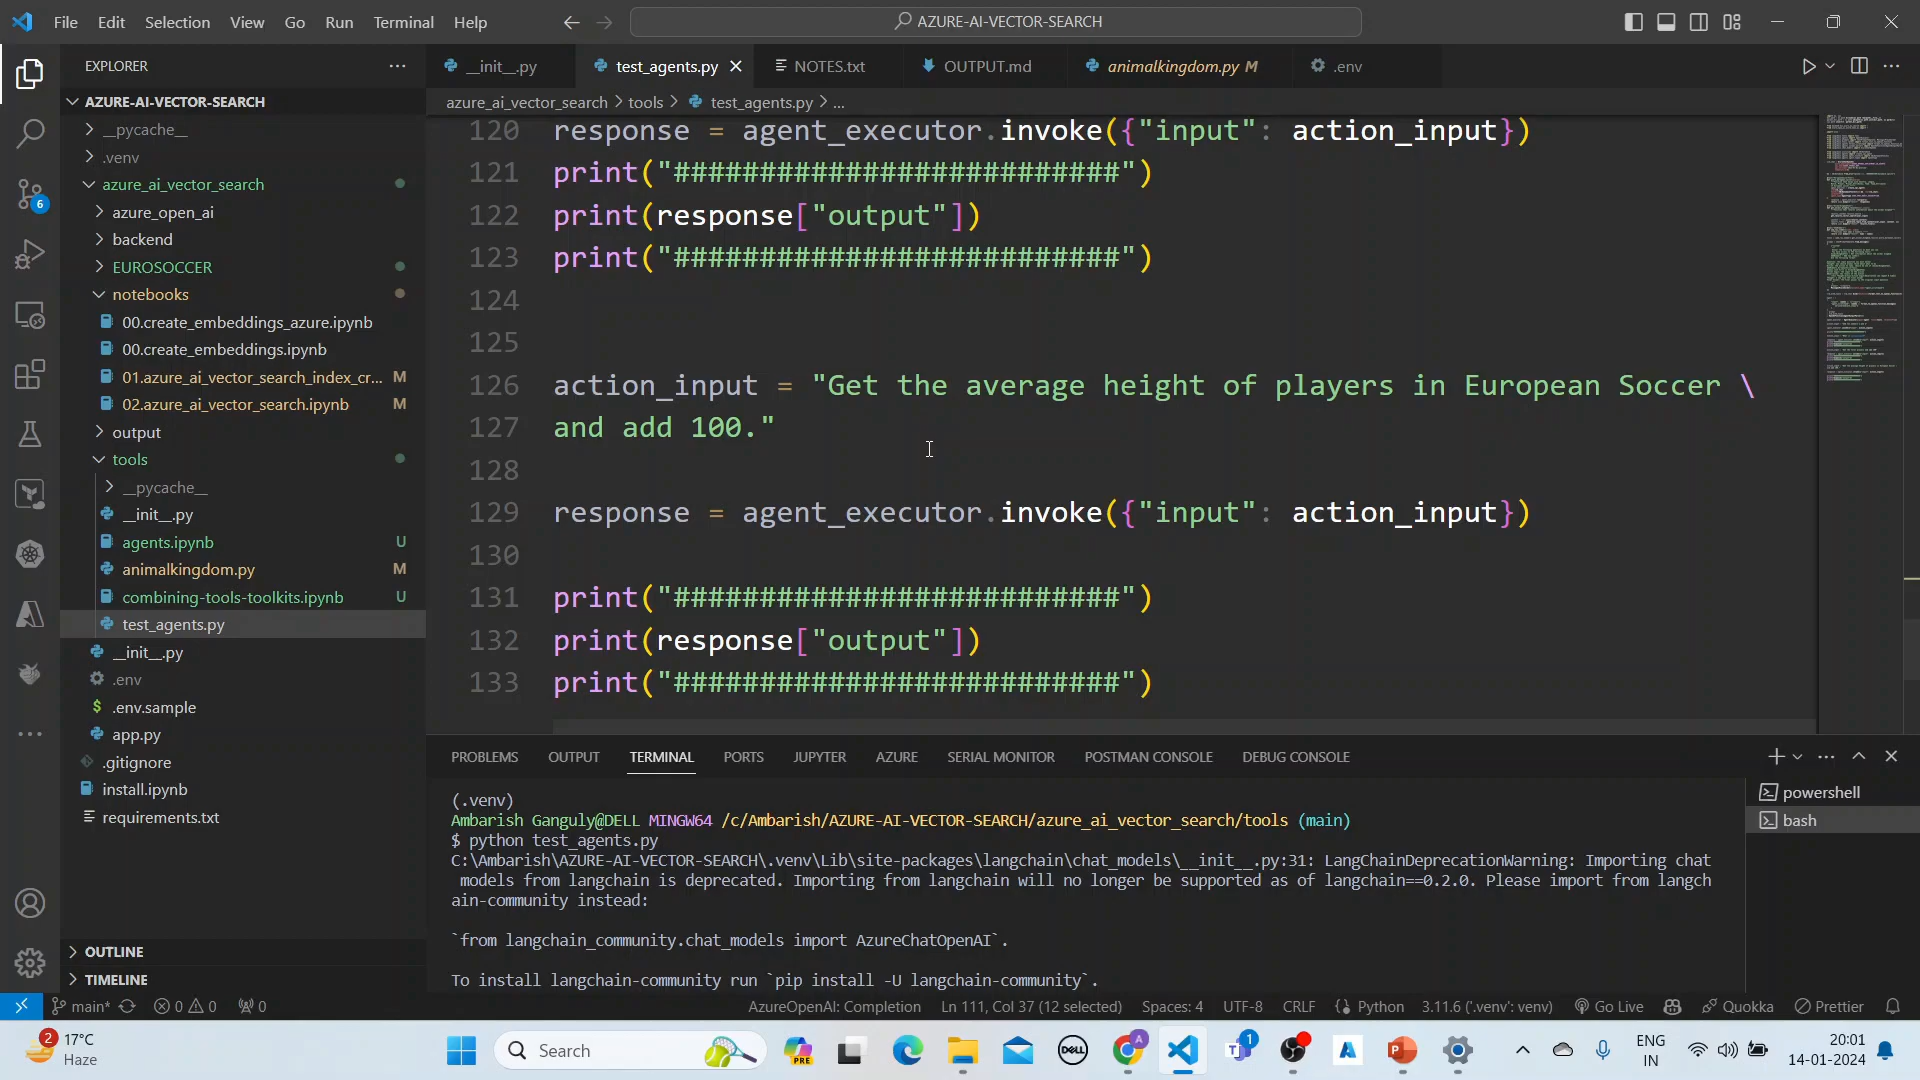 File Edit Selection View Go Run Terminal Help
AZURE-AI-VECTOR-SEARCH
EXPLORER
__init__.py
test_agents.py
NOTES.txt
OUTPUT.md
animalkingdom.py M
.env
AZURE-AI-VECTOR-SEARCH
azure_ai_vector_search > tools > test_agents.py > ...
__pycache__
.venv
azure_ai_vector_search
azure_open_ai
backend
EUROSOCCER
notebooks
00.create_embeddings_azure.ipynb
00.create_embeddings.ipynb
01.azure_ai_vector_search_index_cr... M
02.azure_ai_vector_search.ipynb M
output
tools
__pycache__
__init__.py
agents.ipynb U
animalkingdom.py M
combining-tools-toolkits.ipynb U
test_agents.py
__init__.py
.env
.env.sample
app.py
.gitignore
install.ipynb
requirements.txt
OUTLINE
TIMELINE
6
120 response = agent_executor.invoke({"input": action_input})
121 print("##########################")
122 print(response["output"])
123 print("##########################")
124
125
126 action_input = "Get the average height of players in European Soccer \
127 and add 100."
128
129 response = agent_executor.invoke({"input": action_input})
130
131 print("##########################")
132 print(response["output"])
133 print("##########################")
PROBLEMS OUTPUT TERMINAL PORTS JUPYTER AZURE SERIAL MONITOR POSTMAN CONSOLE DEBUG CONSOLE
(.venv)
Ambarish Ganguly@DELL MINGW64 /c/Ambarish/AZURE-AI-VECTOR-SEARCH/azure_ai_vector_search/tools (main)
$ python test_agents.py
C:\Ambarish\AZURE-AI-VECTOR-SEARCH\.venv\Lib\site-packages\langchain\chat_models\__init__.py:31: LangChainDeprecationWarning: Importing chat
models from langchain is deprecated. Importing from langchain will no longer be supported as of langchain==0.2.0. Please import from langch
ain-community instead:
`from langchain_community.chat_models import AzureChatOpenAI`.
To install langchain-community run `pip install -U langchain-community`.
powershell
bash
main* 0 0 0 AzureOpenAI: Completion Ln 111, Col 37 (12 selected) Spaces: 4 UTF-8 CRLF Python 3.11.6 ('.venv': venv) Go Live Quokka Prettier
2
17°C
Haze
Search
PRE
DELL
A
1
ENG
IN
20:01
14-01-2024